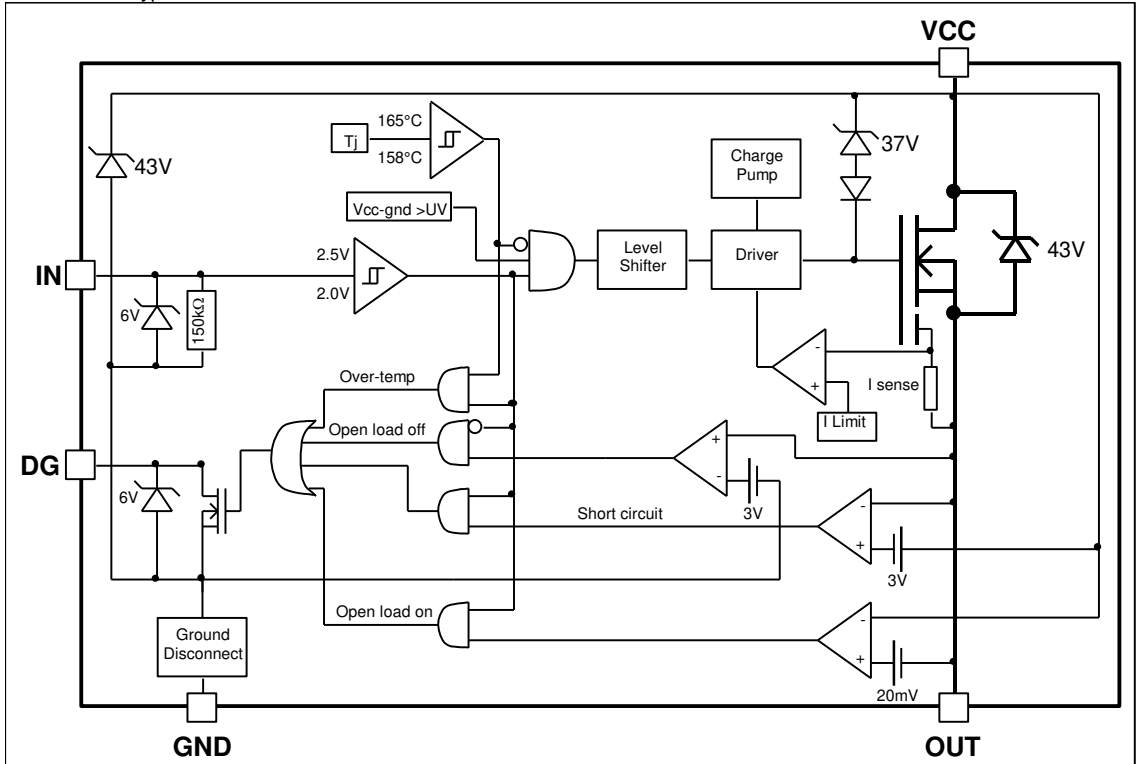 VCC
165°C
Tj
158°C
43V
37V
Charge
Pump
Vcc-gnd >UV
2.5V
2.0V
Level
Shifter
Driver
43V
IN
6V
150kΩ
-
+
I sense
I Limit
Over-temp
Open load off
+
-
3V
DG
6V
Short circuit
-
+
3V
Open load on
-
+
20mV
Ground
Disconnect
GND
OUT